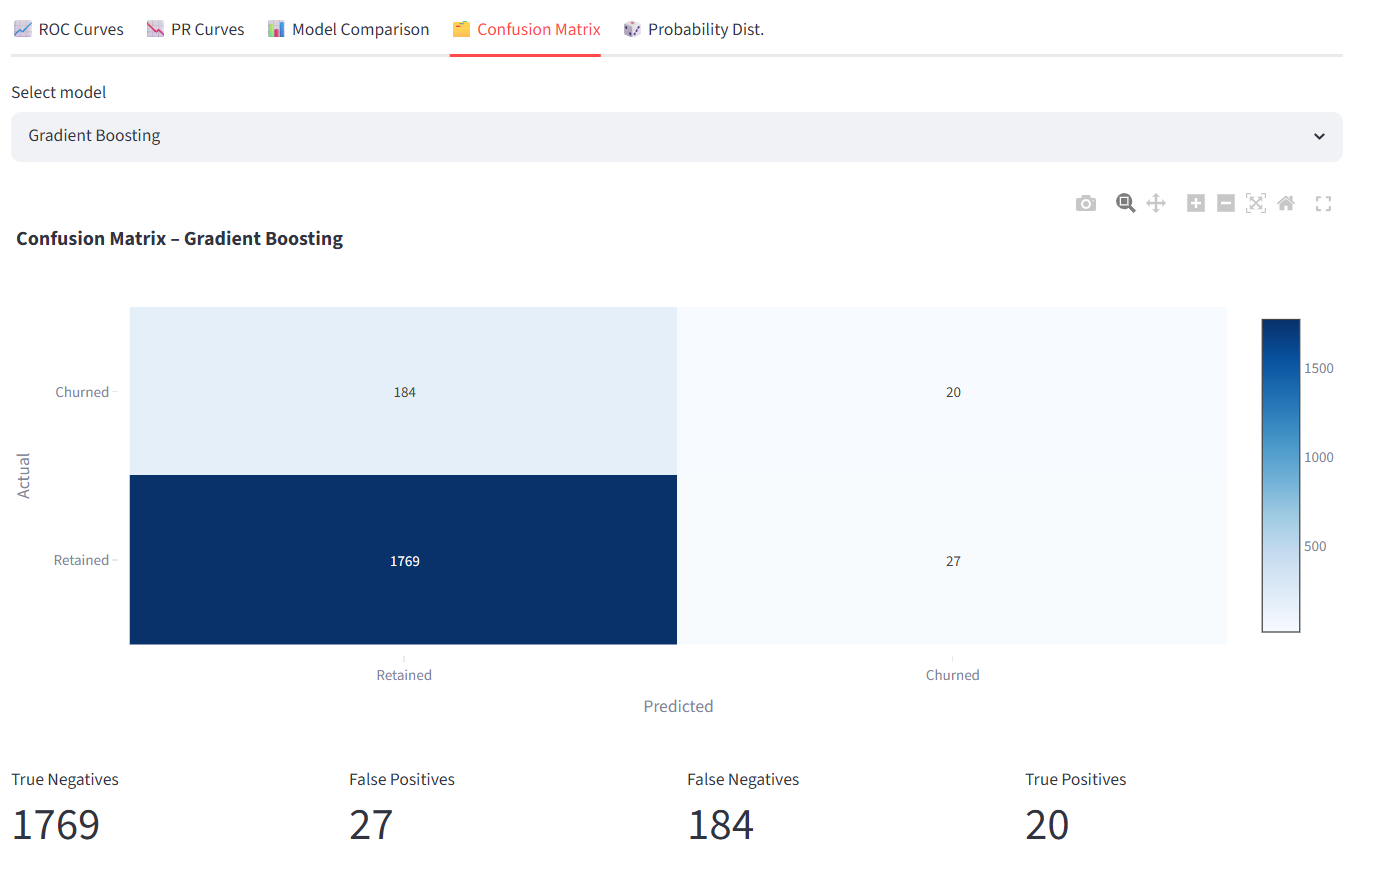 ROC Curves PR Curves Model Comparison Confusion Matrix Probability Dist.
Select model
Gradient Boosting
Confusion Matrix – Gradient Boosting
Churned 184 20
1500
1000
Actual
500
Retained 1769 27
Retained Churned
Predicted
True Negatives False Positives False Negatives True Positives
1769 27 184 20